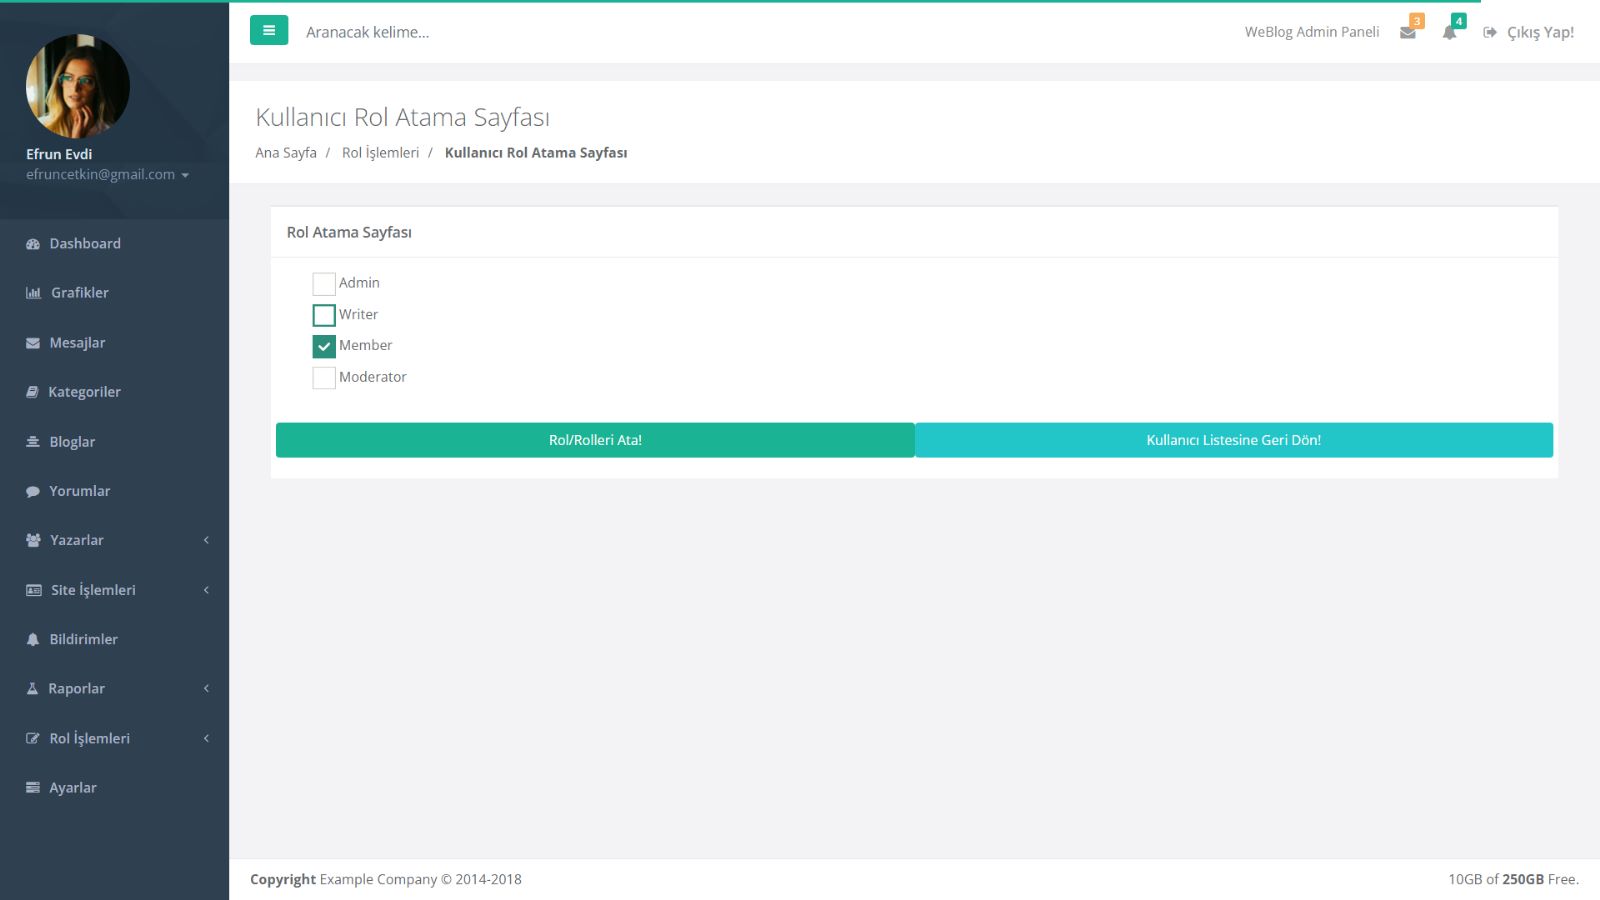 Aranacak kelime...
WeBlog Admin Paneli
3
4
Çıkış Yap!
Efrun Evdi
efruncetkin@gmail.com
Dashboard
Grafikler
Mesajlar
Kategoriler
Bloglar
Yorumlar
Yazarlar
Site İşlemleri
Bildirimler
Raporlar
Rol İşlemleri
Ayarlar
Kullanıcı Rol Atama Sayfası
Ana Sayfa / Rol İşlemleri / Kullanıcı Rol Atama Sayfası
Rol Atama Sayfası
Admin
Writer
Member
Moderator
Rol/Rolleri Ata!
Kullanıcı Listesine Geri Dön!
Copyright Example Company © 2014-2018
10GB of 250GB Free.